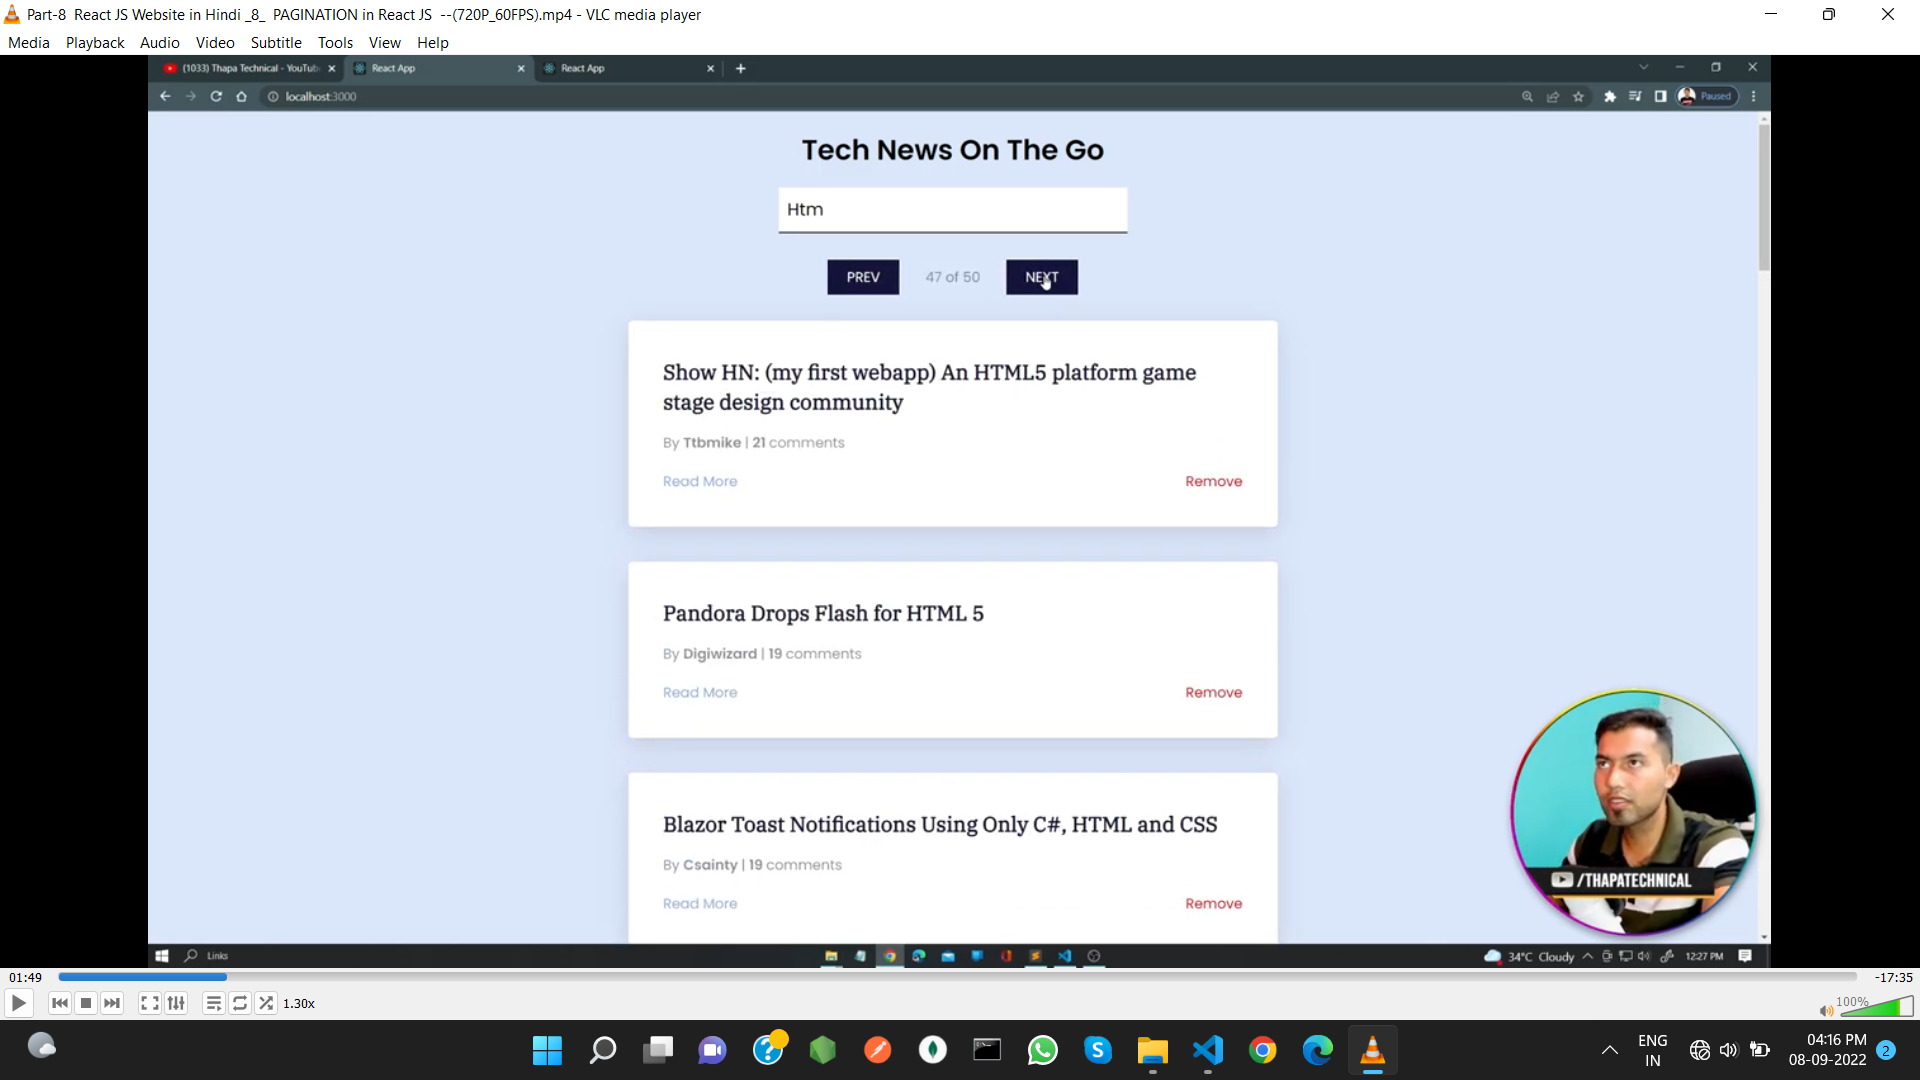 Part-8 React JS Website in Hindi _8_ PAGINATION in React JS --(720P_60FPS).mp4 - VLC media player
Media Playback Audio Video Subtitle Tools View Help
(1033) Thapa Technical - YouTub
React App
React App
localhost:3000
Paused
Tech News On The Go
Htm
PREV 47 of 50 NEXT
Show HN: (my first webapp) An HTML5 platform game
stage design community
By Ttbmike | 21 comments
Read More Remove
Pandora Drops Flash for HTML 5
By Digiwizard | 19 comments
Read More Remove
Blazor Toast Notifications Using Only C#, HTML and CSS
By Csainty | 19 comments
Read More Remove
/THAPATECHNICAL
Links
34°C Cloudy
12:27 PM
01:49 -17:35
1.30x
100%
ENG
IN
04:16 PM
08-09-2022
2